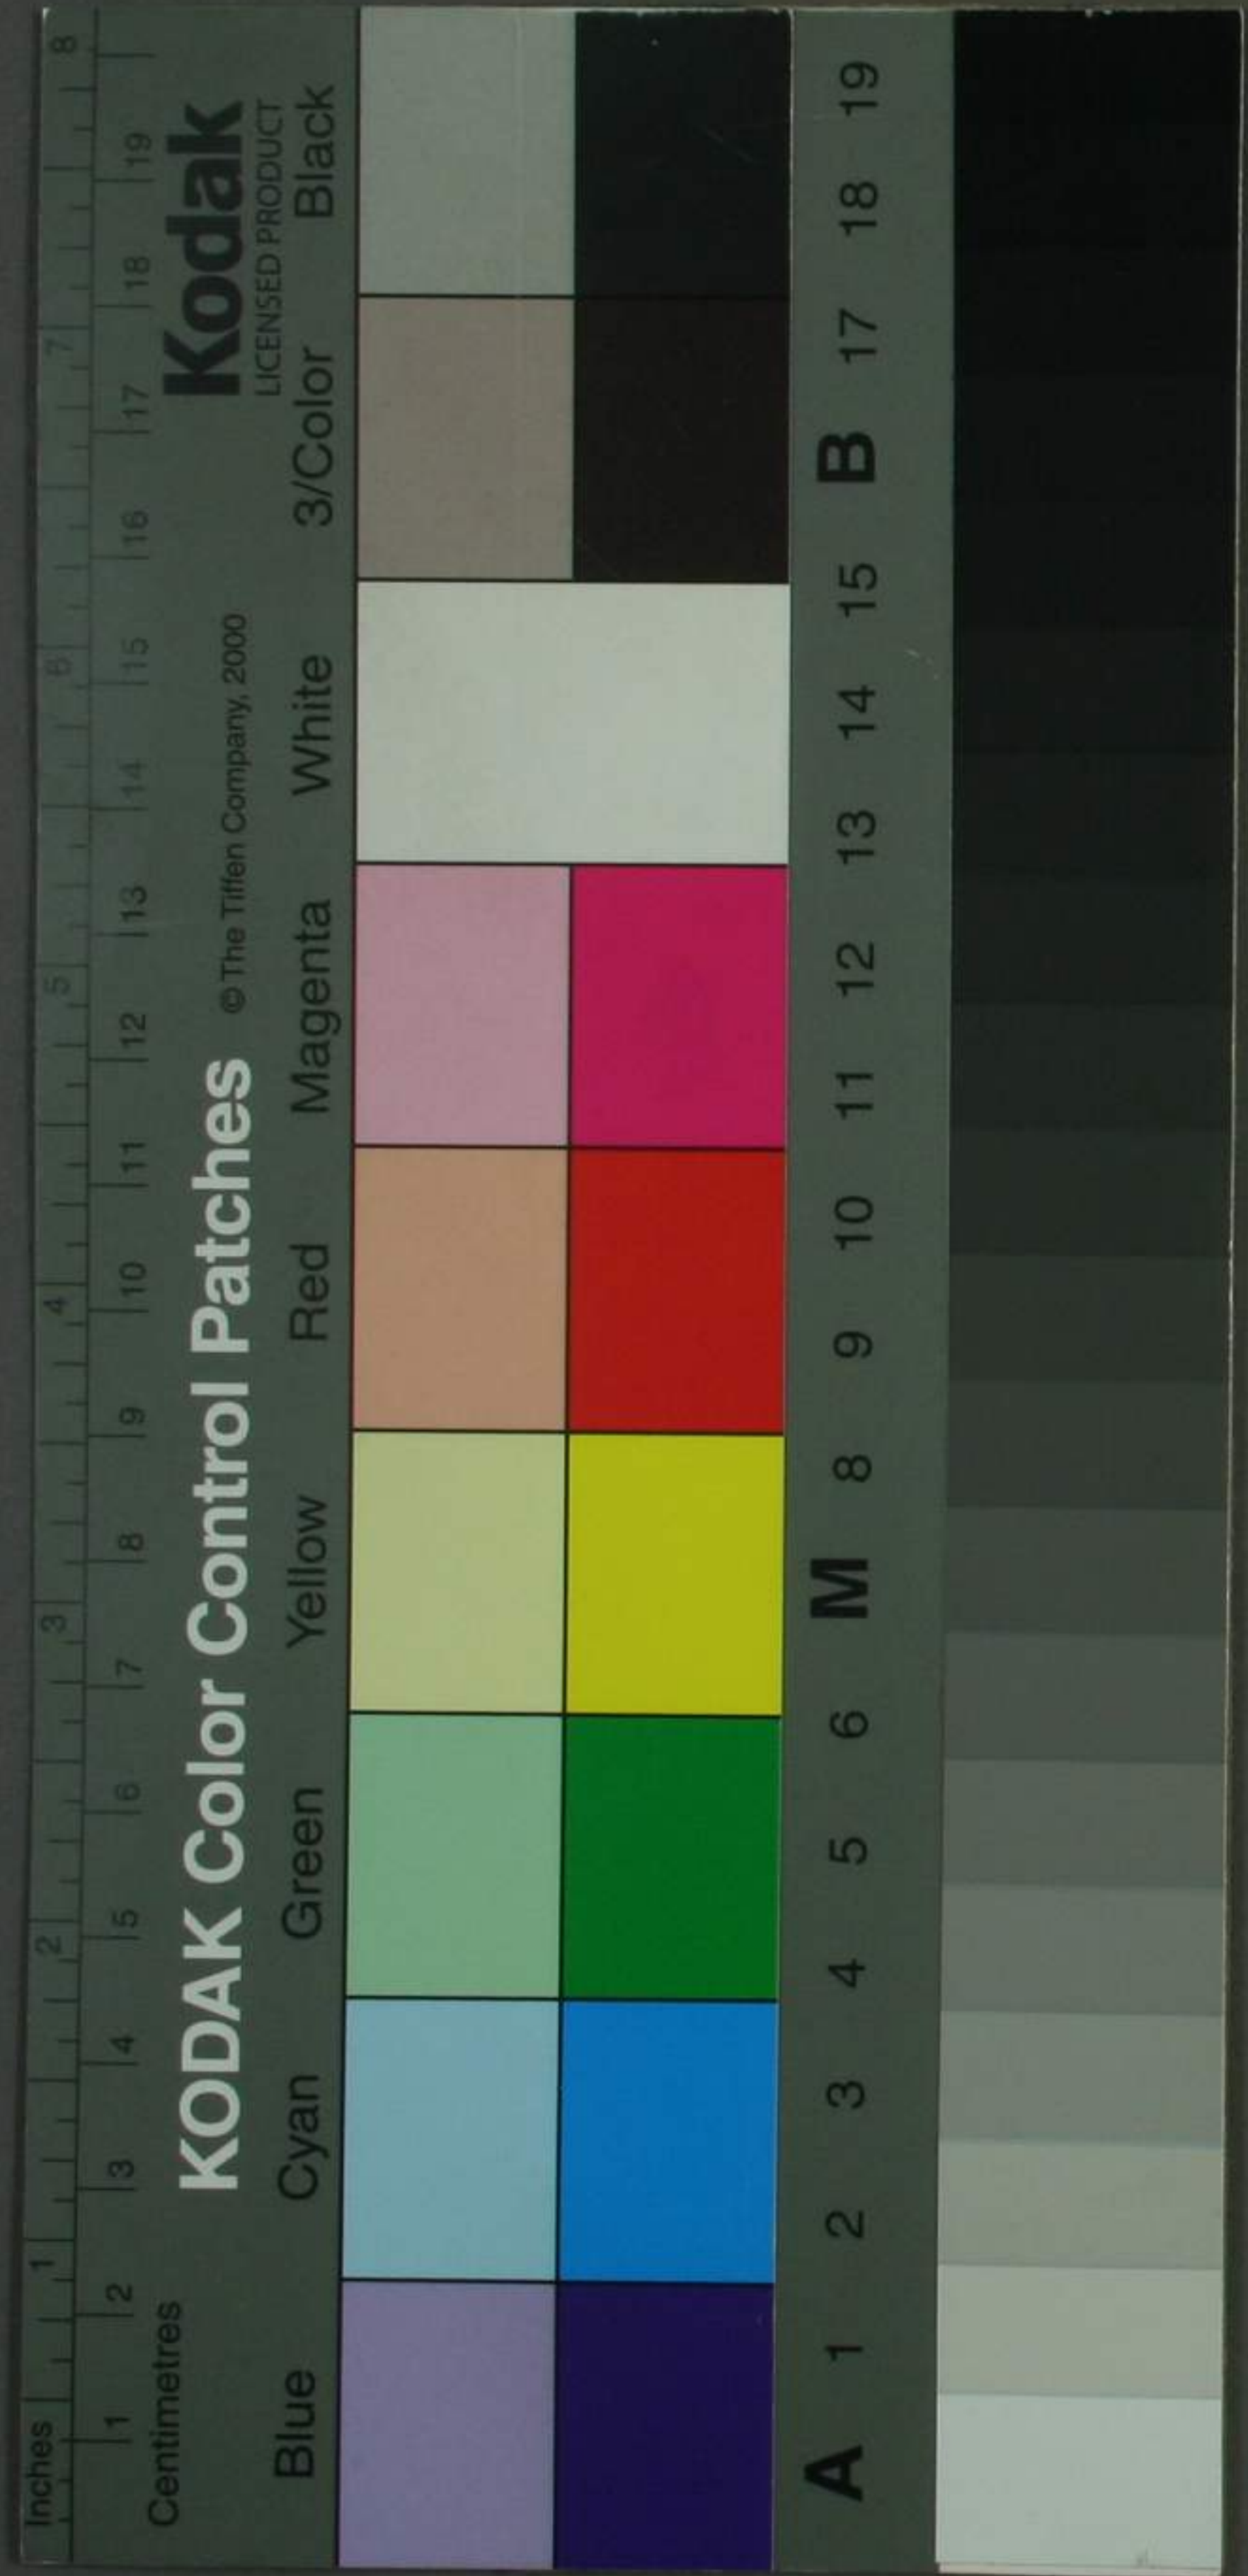 Inches 1 2 3 4 5 6 7 8
Centimetres 1 2 3 4 5 6 7 8 9 10 11 12 13 14 15 16 17 18 19
KODAK Color Control Patches © The Tiffen Company, 2000 Kodak
LICENSED PRODUCT
Blue Cyan Green Yellow Red Magenta White 3/Color Black
A 1 2 3 4 5 6 M 8 9 10 11 12 13 14 15 B 17 18 19